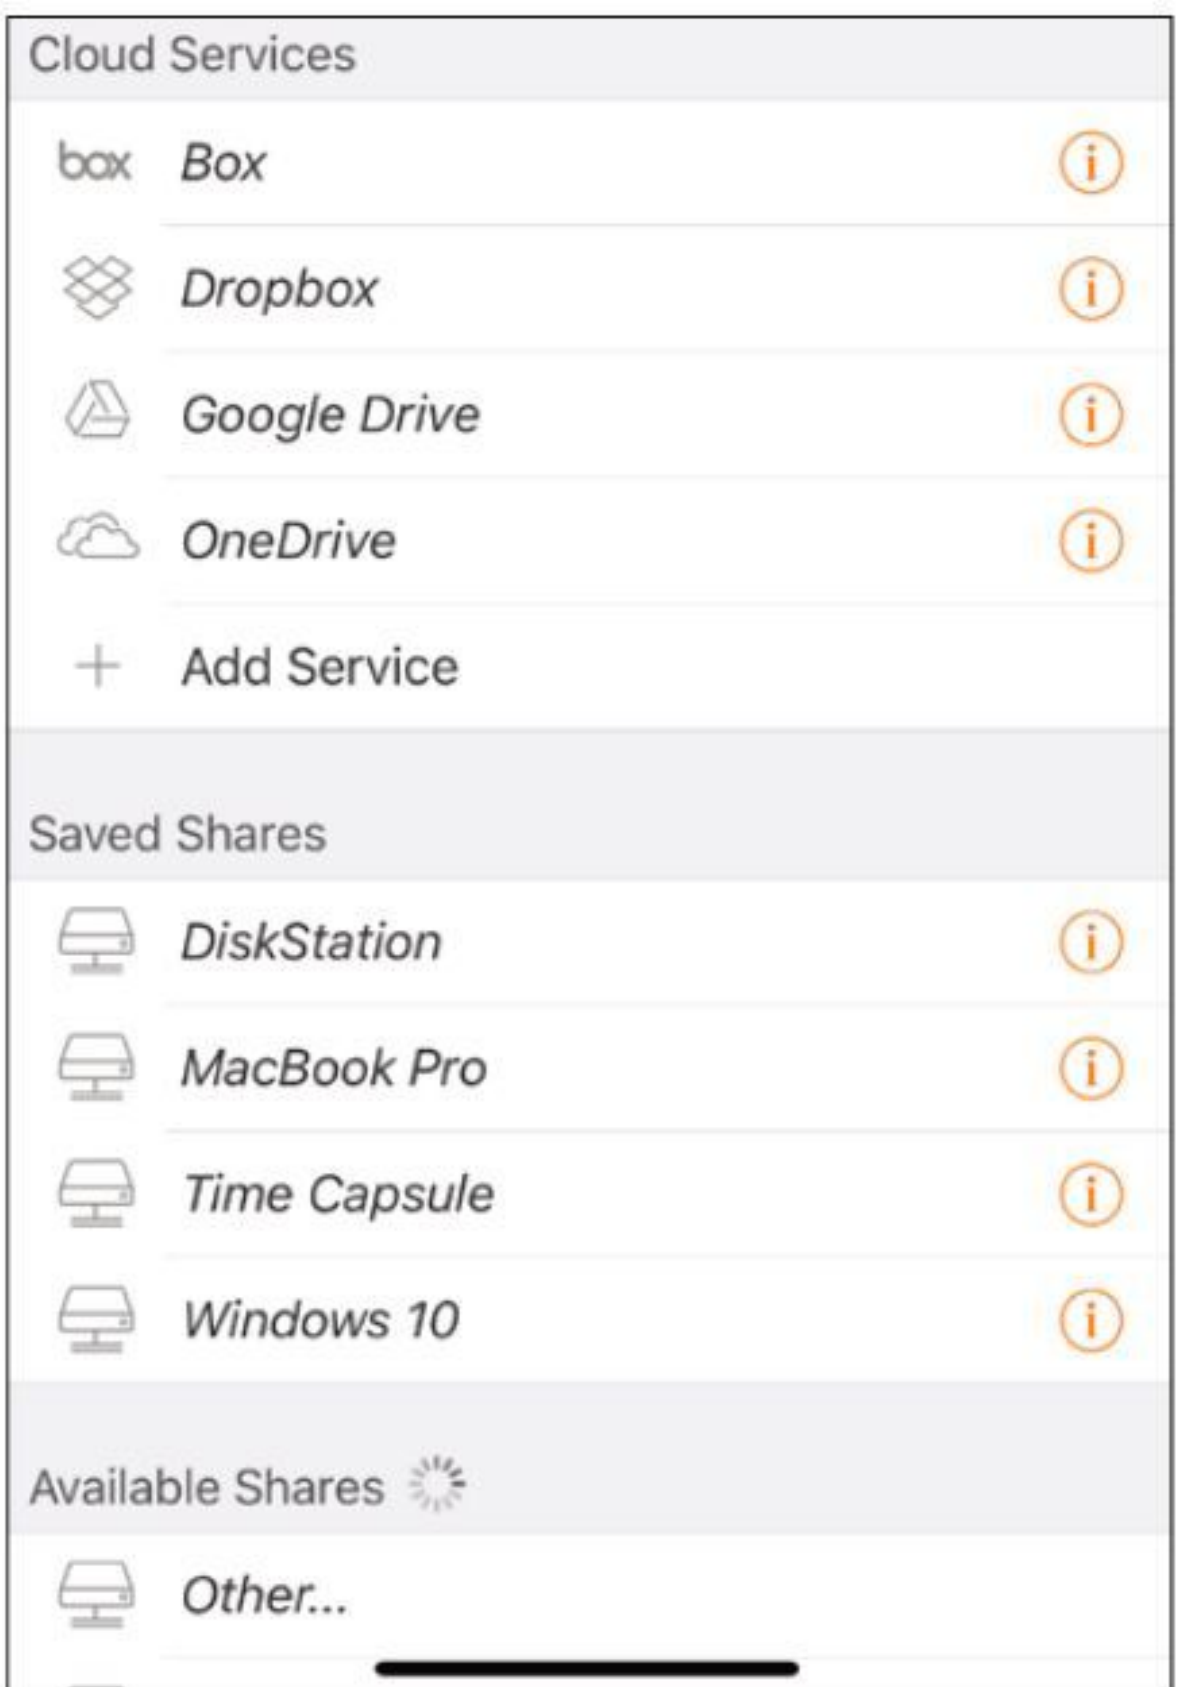 Cloud Services
box Box
Dropbox
Google Drive
OneDrive
Add Service
Saved Shares
DiskStation
MacBook Pro
Time Capsule
Windows 10
Available Shares
Other...